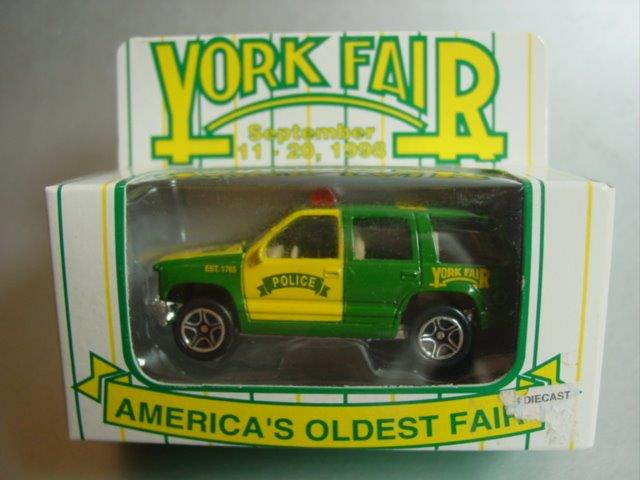 YORK FAIR
September
11 - 20, 1998
EST. 1765
POLICE
YORK FAIR
DIECAST
AMERICA'S OLDEST FAIR